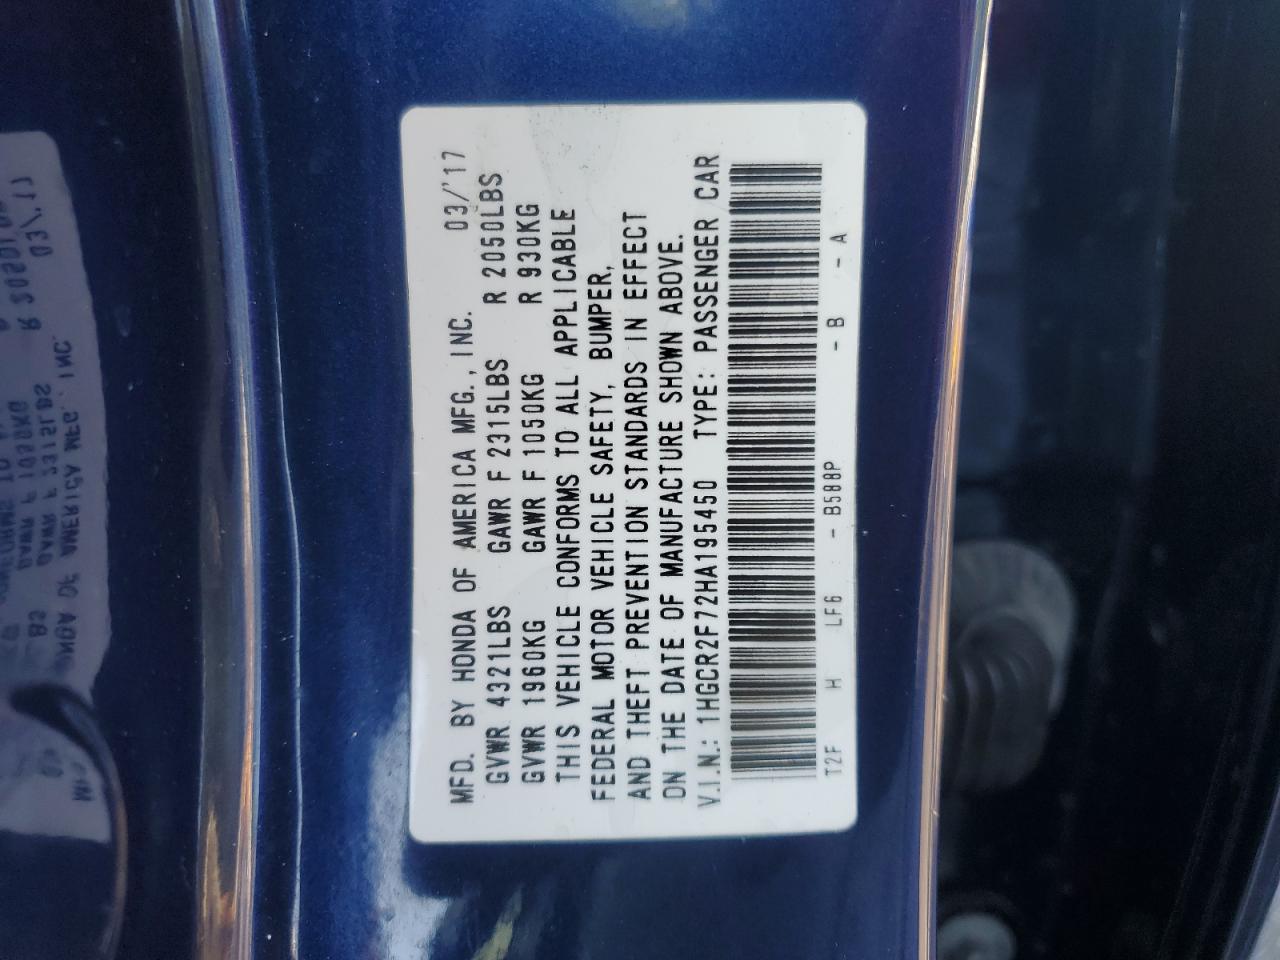 MFD. BY HONDA OF AMERICA MFG., INC. 03/'17
GVWR 4321LBS GAWR F 2315LBS R 2050LBS
GVWR 1960KG GAWR F 1050KG R 930KG
THIS VEHICLE CONFORMS TO ALL APPLICABLE
FEDERAL MOTOR VEHICLE SAFETY, BUMPER,
AND THEFT PREVENTION STANDARDS IN EFFECT
ON THE DATE OF MANUFACTURE SHOWN ABOVE.
V.I.N.: 1HGCR2F72HA195450 TYPE: PASSENGER CAR
T2F H LF6 - B588P - B - A